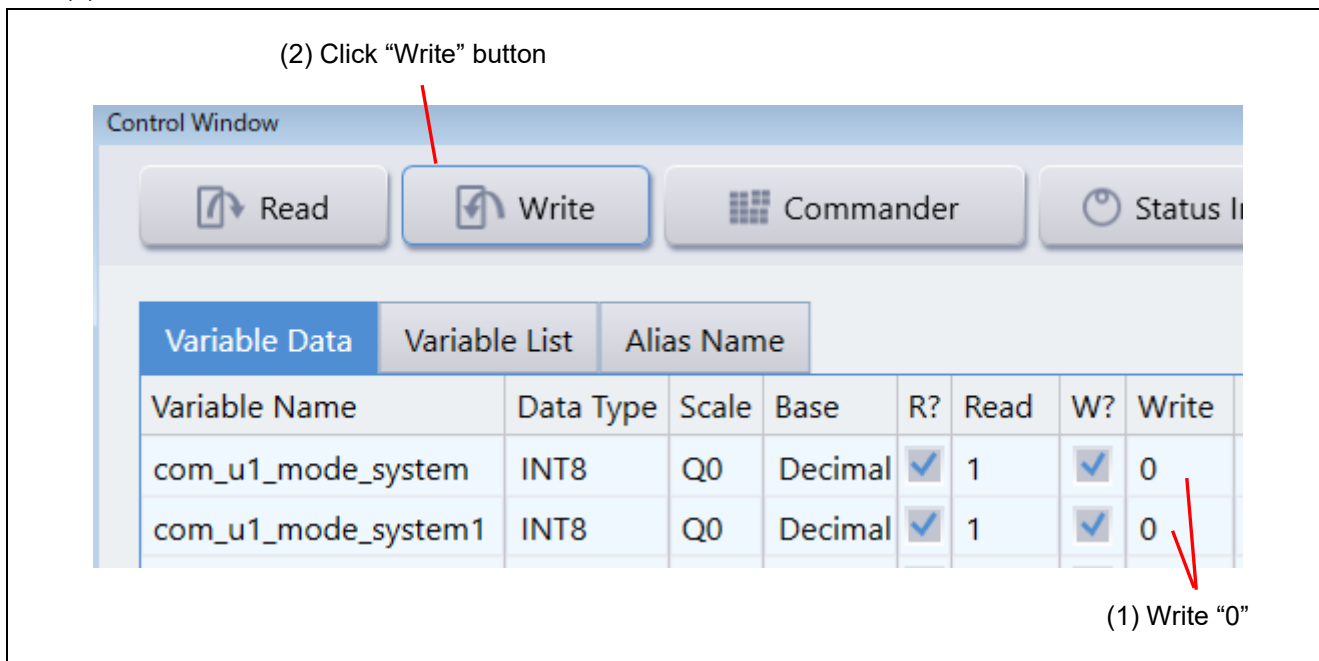 (2) Click “Write” button
Control Window
Read Write Commander Status
Variable Data Variable List Alias Name
Variable Name Data Type Scale Base R? Read W? Write
com_u1_mode_system INT8 Q0 Decimal 1 0
com_u1_mode_system1 INT8 Q0 Decimal 1 0
(1) Write “0”